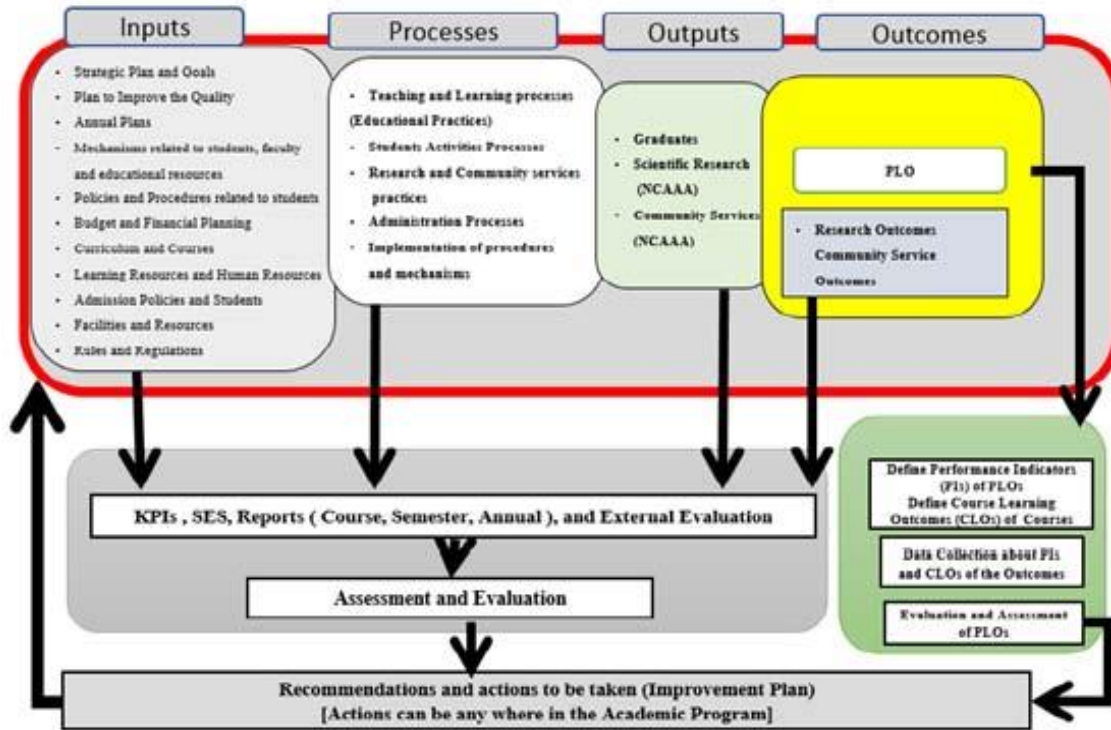 Inputs
Processes
Outputs
Outcomes
• Strategic Plan and Goals
• Plan to Improve the Quality
• Annual Plans
- Mechanisms related to students, faculty
and educational resources
• Policies and Procedures related to students
• Budget and Financial Planning
• Curriculum and Courses
• Learning Resources and Human Resources
• Admission Policies and Students
• Facilities and Resources
• Rules and Regulations
• Teaching and Learning processes
(Educational Practices)
- Students Activities Processes
• Research and Community services
practices
• Administration Processes
- Implementation of procedures
and mechanisms
• Graduates
• Scientific Research
(NCAAA)
- Community Services
(NCAAA)
PLO
• Research Outcomes
Community Service
Outcomes
KPIs , SES, Reports ( Course, Semester, Annual ), and External Evaluation
Assessment and Evaluation
Define Performance Indicators
(PIs) of PLOs
Define Course Learning
Outcomes (CLOs) of Courses
Data Collection about PIs
and CLOs of the Outcomes
Evaluation and Assessment
of PLOs
Recommendations and actions to be taken (Improvement Plan)
[Actions can be any where in the Academic Program]